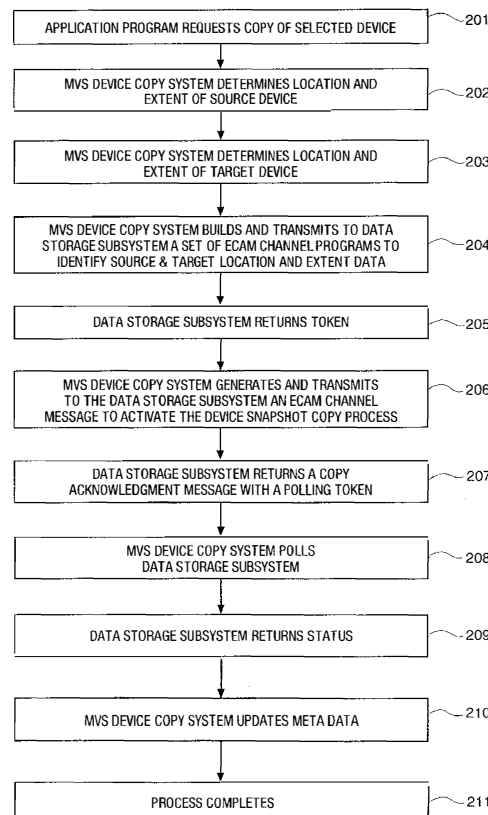 APPLICATION PROGRAM REQUESTS COPY OF SELECTED DEVICE
201
MVS DEVICE COPY SYSTEM DETERMINES LOCATION AND
EXTENT OF SOURCE DEVICE
202
MVS DEVICE COPY SYSTEM DETERMINES LOCATION AND
EXTENT OF TARGET DEVICE
203
MVS DEVICE COPY SYSTEM BUILDS AND TRANSMITS TO DATA
STORAGE SUBSYSTEM A SET OF ECAM CHANNEL PROGRAMS TO
IDENTIFY SOURCE & TARGET LOCATION AND EXTENT DATA
204
DATA STORAGE SUBSYSTEM RETURNS TOKEN
205
MVS DEVICE COPY SYSTEM GENERATES AND TRANSMITS
TO THE DATA STORAGE SUBSYSTEM AN ECAM CHANNEL
MESSAGE TO ACTIVATE THE DEVICE SNAPSHOT COPY PROCESS
206
DATA STORAGE SUBSYSTEM RETURNS A COPY
ACKNOWLEDGMENT MESSAGE WITH A POLLING TOKEN
207
MVS DEVICE COPY SYSTEM POLLS
DATA STORAGE SUBSYSTEM
208
DATA STORAGE SUBSYSTEM RETURNS STATUS
209
MVS DEVICE COPY SYSTEM UPDATES META DATA
210
PROCESS COMPLETES
211